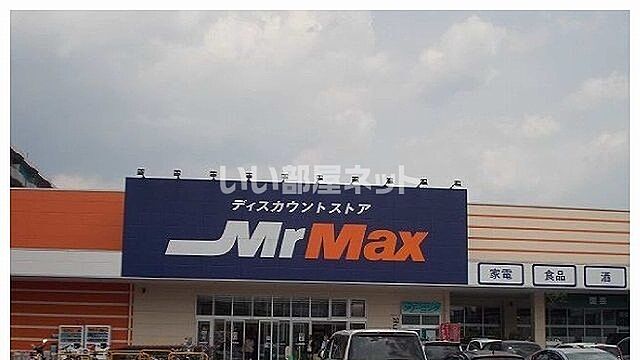 いい部屋ネット
ディスカウントストア
MrMax
家電 食品 酒